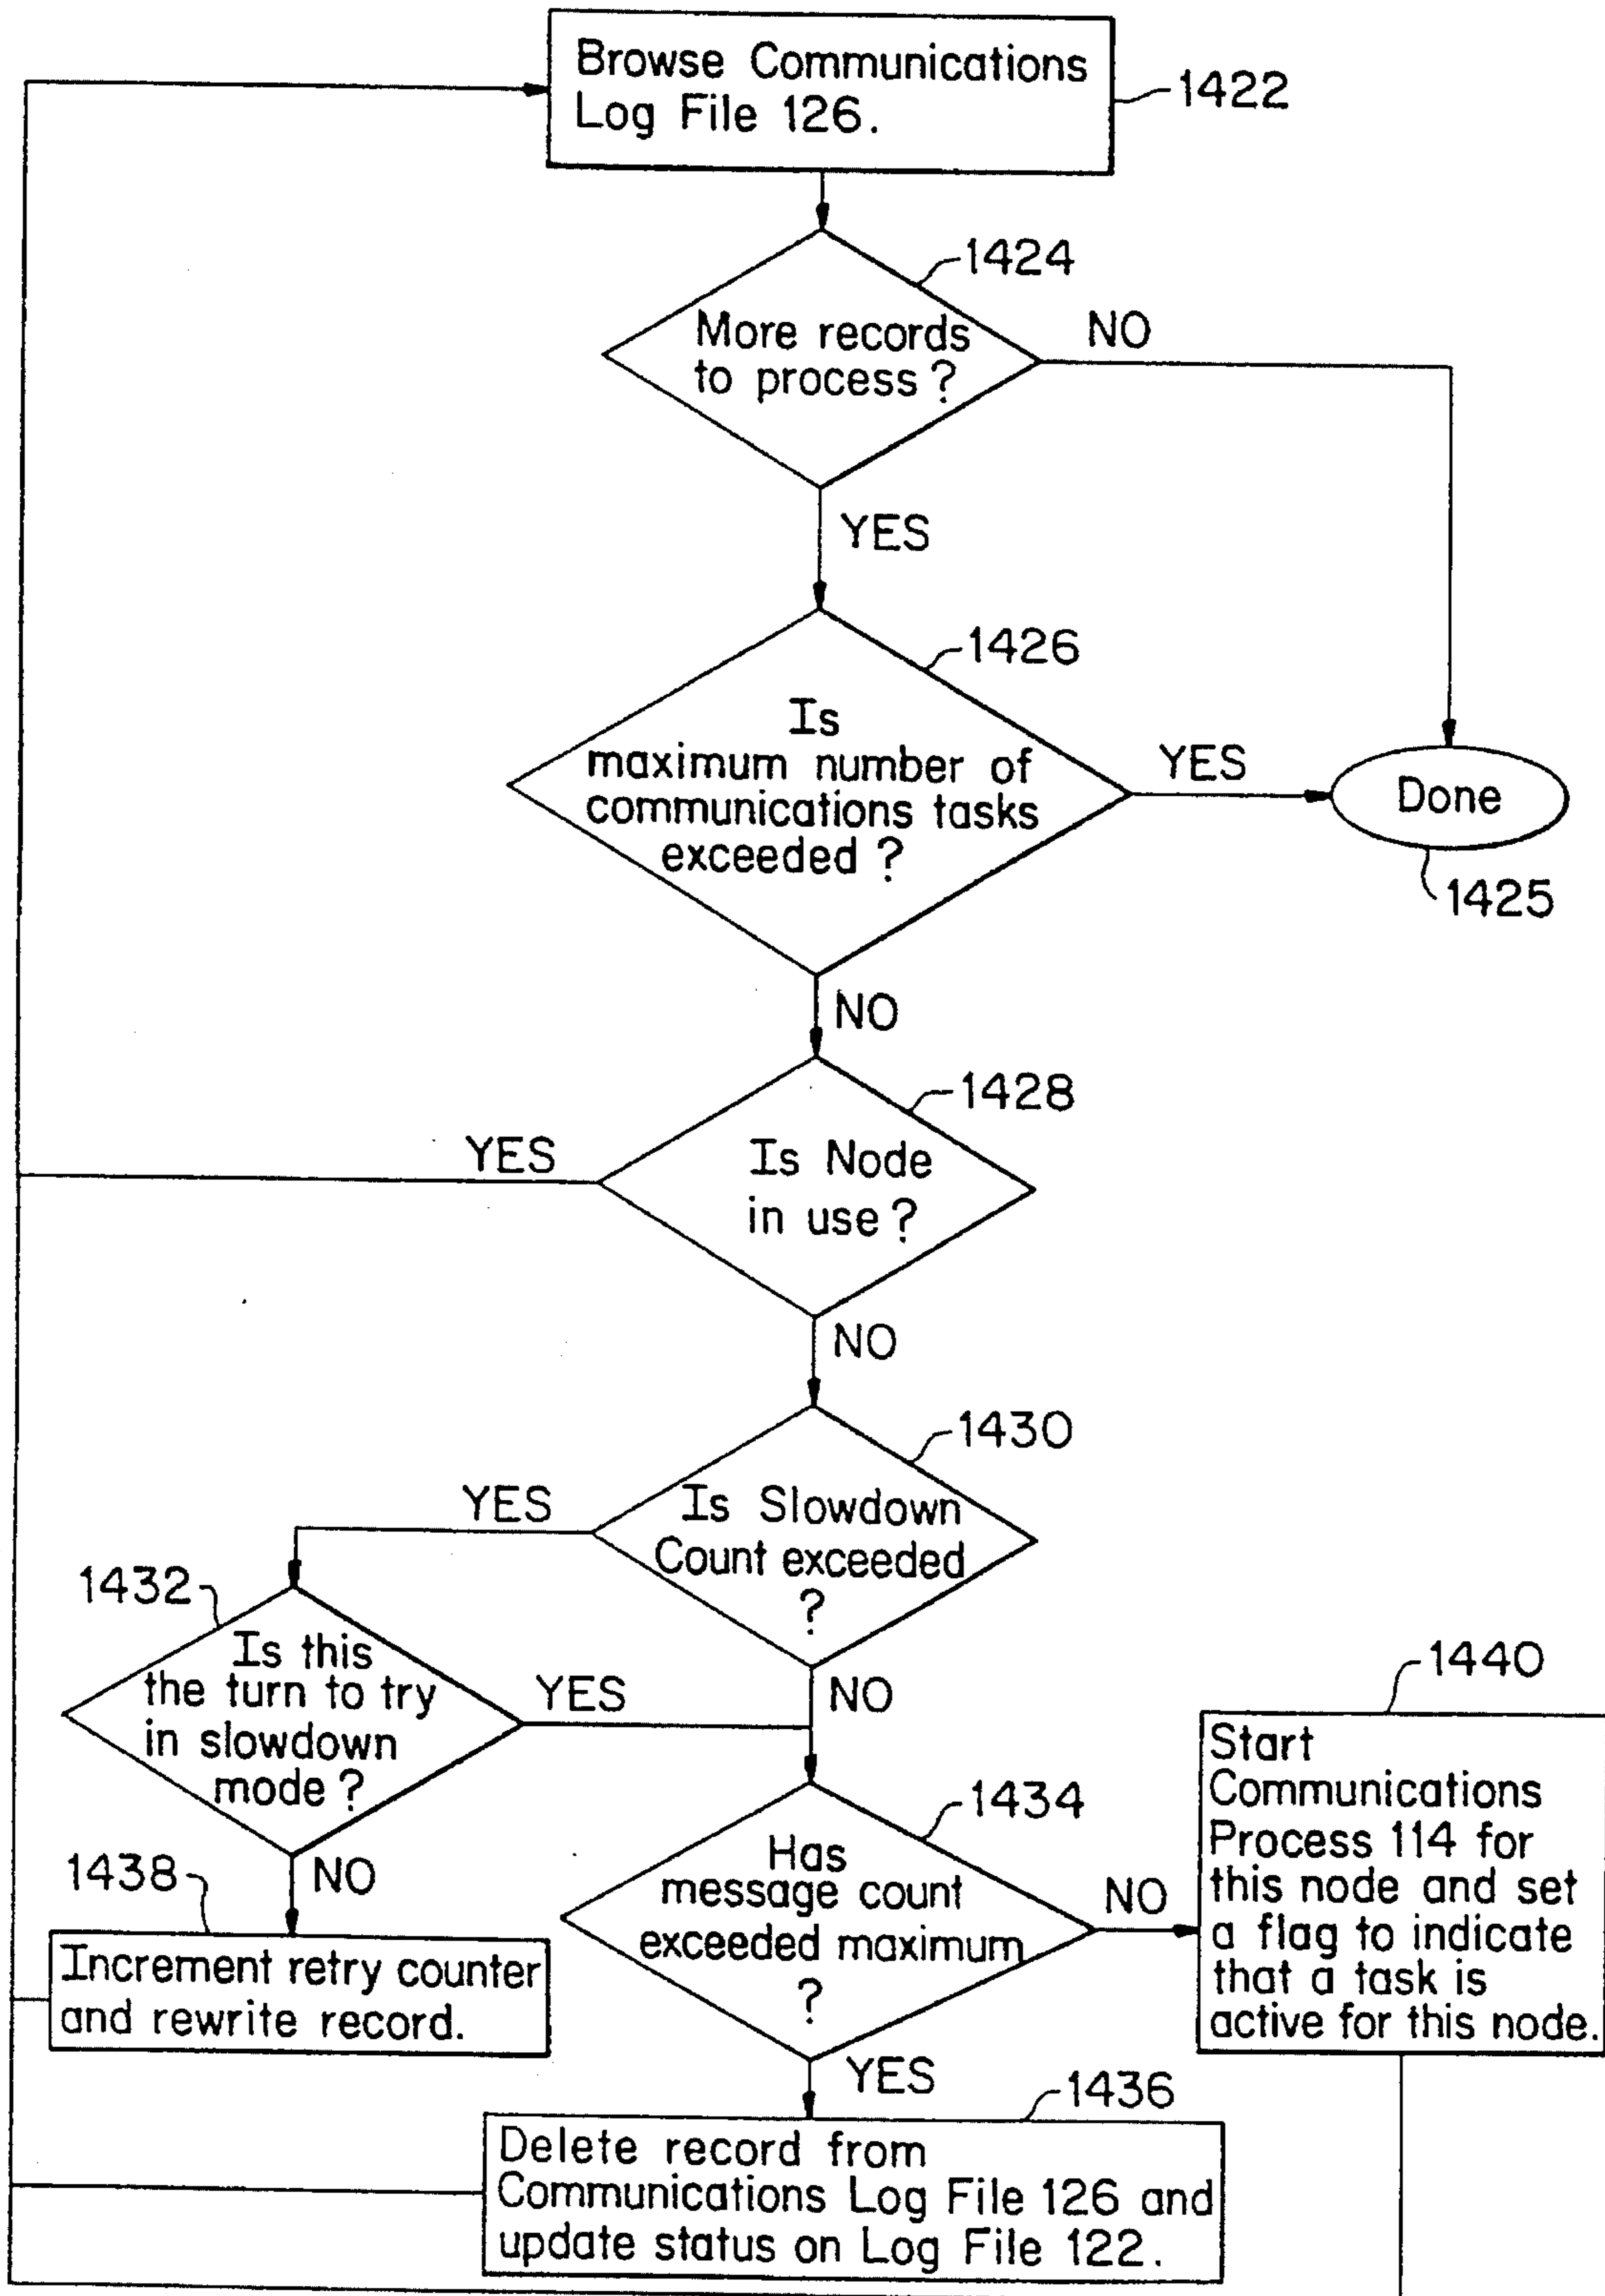 Browse Communications
Log File 126.
1422
1424
More records
to process?
NO
YES
1426
Is
maximum number of
communications tasks
exceeded?
YES
Done
1425
NO
1428
Is Node
in use?
YES
NO
1430
Is Slowdown
Count exceeded
?
YES
NO
1432
Is this
the turn to try
in slowdown
mode?
YES
NO
1434
Has
message count
exceeded maximum
?
NO
YES
1440
Start
Communications
Process 114 for
this node and set
a flag to indicate
that a task is
active for this node.
1438
Increment retry counter
and rewrite record.
1436
Delete record from
Communications Log File 126 and
update status on Log File 122.